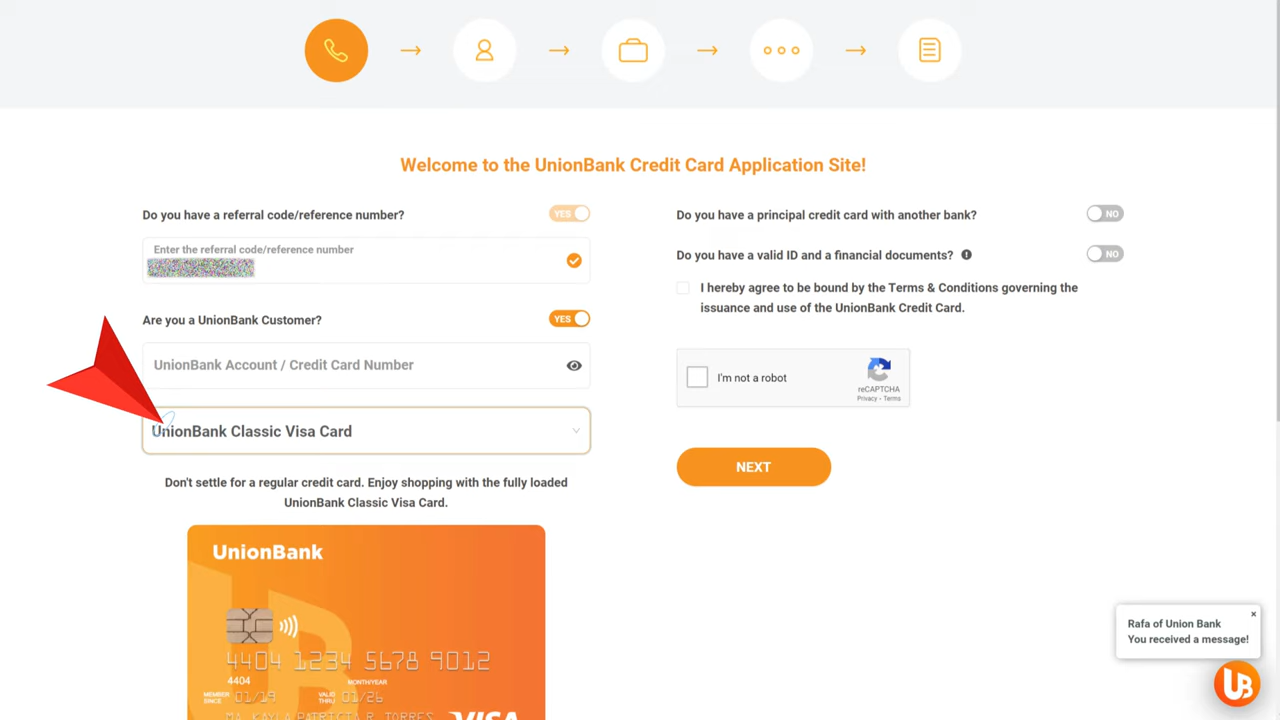 Welcome to the UnionBank Credit Card Application Site!
Do you have a referral code/reference number?
YES
Enter the referral code/reference number
Are you a UnionBank Customer?
YES
UnionBank Account / Credit Card Number
UnionBank Classic Visa Card
Don't settle for a regular credit card. Enjoy shopping with the fully loaded
UnionBank Classic Visa Card.
UnionBank
4404 1234 5678 9012
4404
MONTH/YEAR
MEMBER
SINCE
01/19
VALID
THRU
01/26
MA. KAYLA PATRICIA R. TORRES
VISA
Do you have a principal credit card with another bank?
NO
Do you have a valid ID and a financial documents?
NO
I hereby agree to be bound by the Terms & Conditions governing the
issuance and use of the UnionBank Credit Card.
I'm not a robot
reCAPTCHA
Privacy - Terms
NEXT
Rafa of Union Bank
You received a message!
×
UB